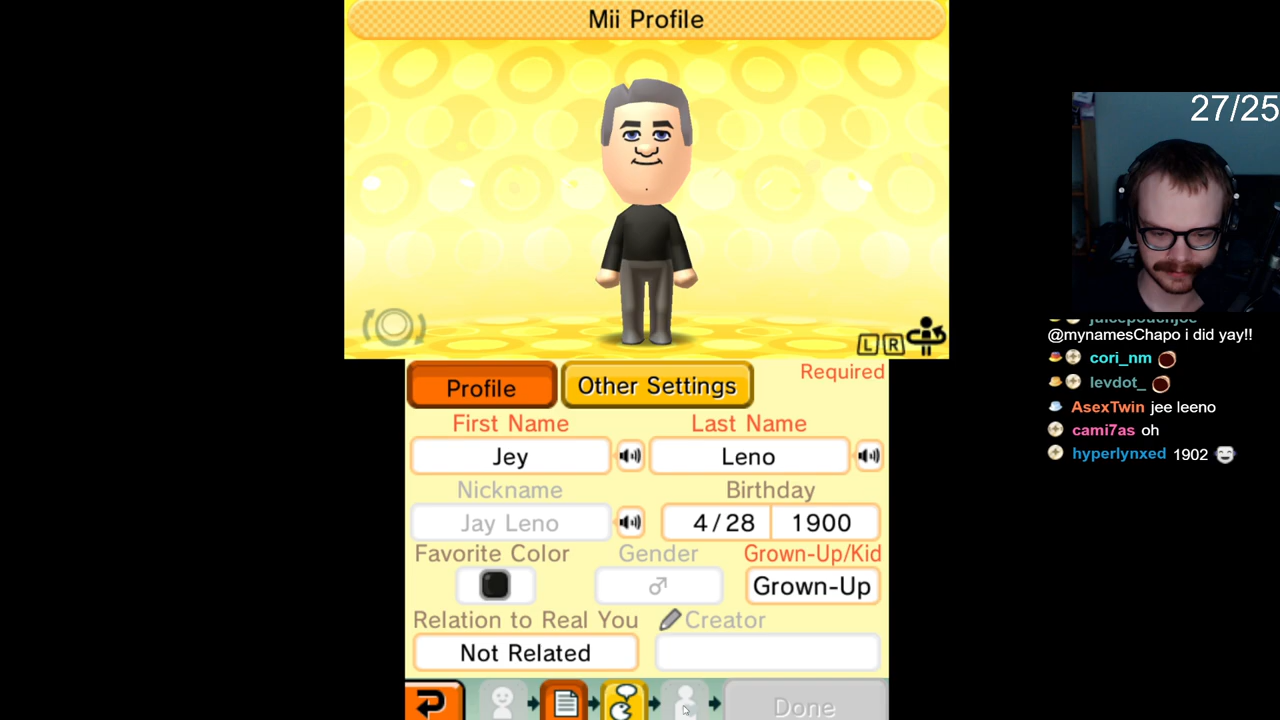 Mii Profile
27/25
L R
@mynamesChapo i did yay!!
cori_nm
levdot_
AsexTwin jee leeno
cami7as oh
hyperlynxed 1902
Profile
Other Settings
Required
First Name
Last Name
Jey
Leno
Nickname
Birthday
Jay Leno
4/28
1900
Favorite Color
Gender
Grown-Up/Kid
♂
Grown-Up
Relation to Real You
Creator
Not Related
Done